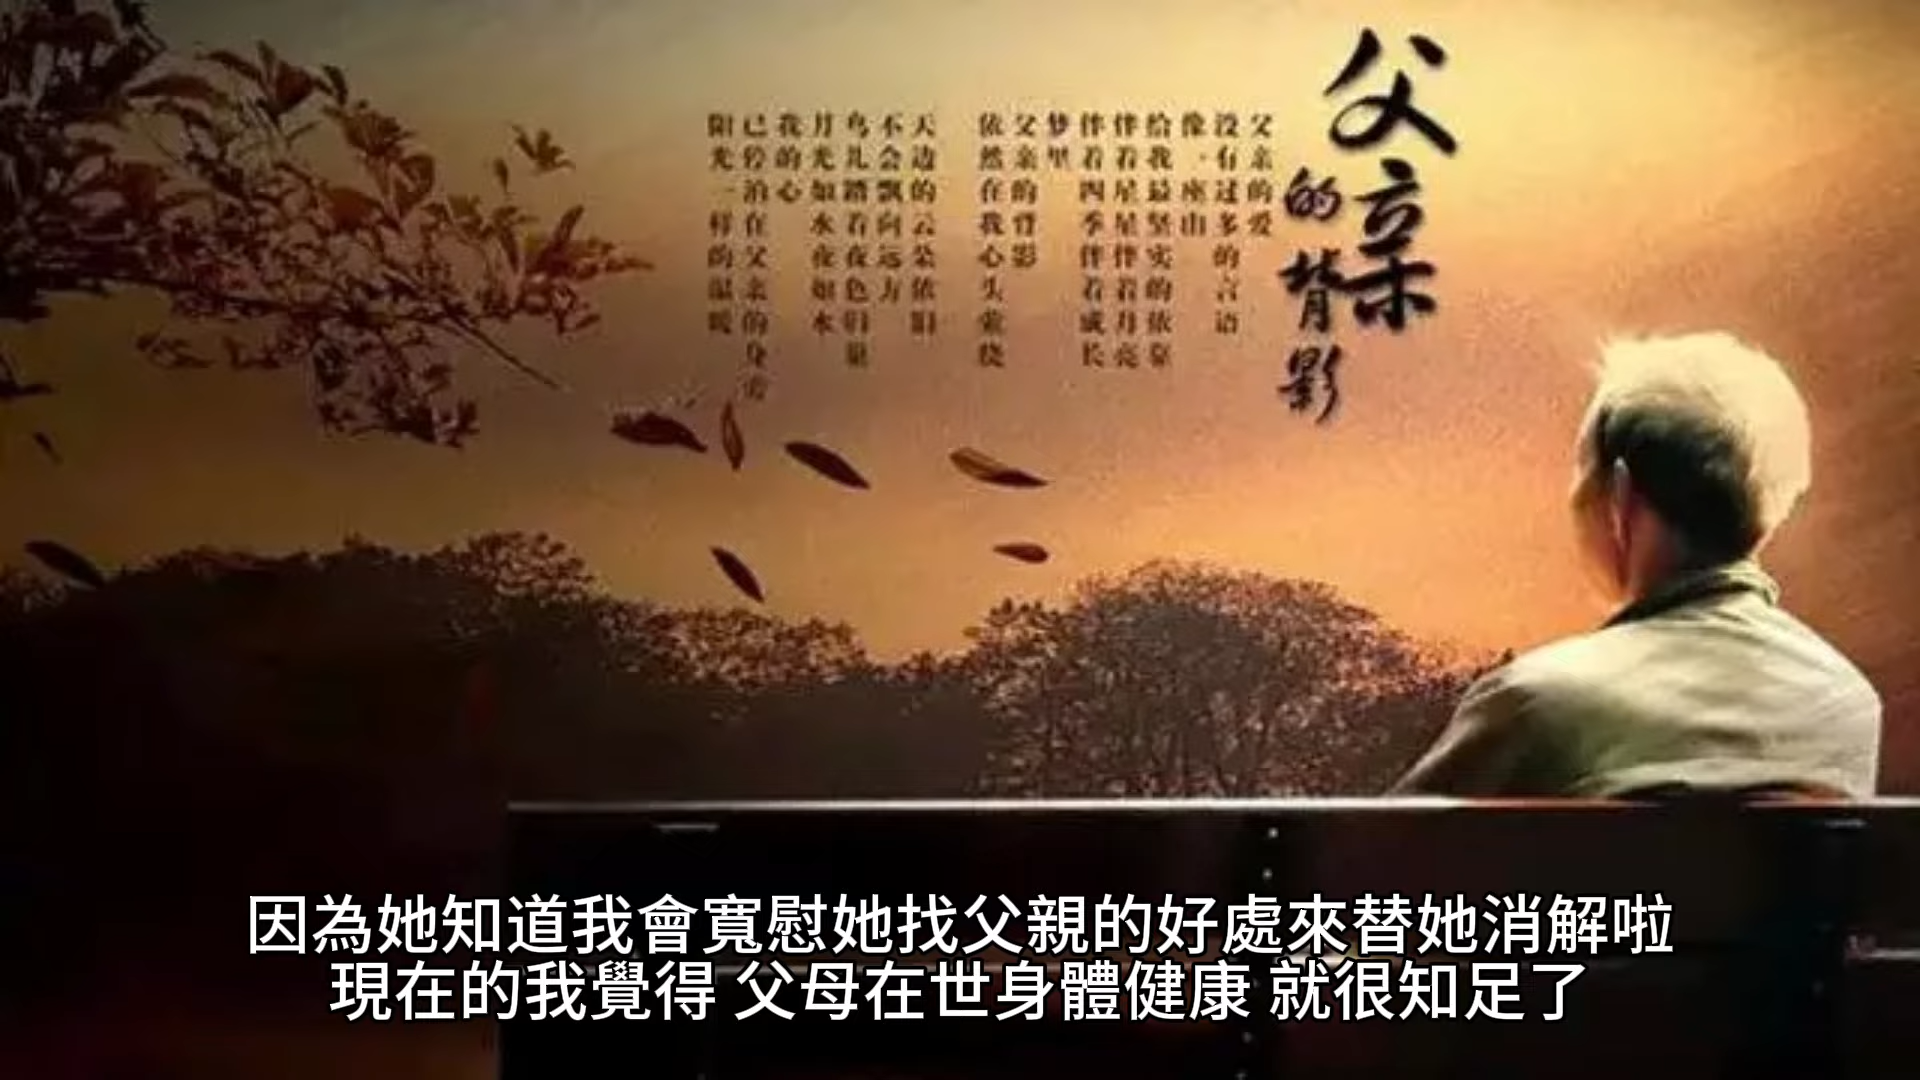 父亲的背影
父亲的爱
没有过多的言语
像一座山
给我最坚实的依靠
伴着星星伴着月亮
伴着四季伴着成长
梦里
父亲的背影
依然在我心头萦绕
天边的云朵依旧
不会飘向远方
鸟儿踏着夜色归巢
月光如水夜如水
我的心
已停泊在父亲的身旁
阳光一样的温暖
因為她知道我會寬慰她找父親的好處來替她消解啦
現在的我覺得 父母在世身體健康 就很知足了